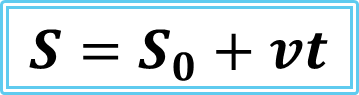 S = S₀ + vt